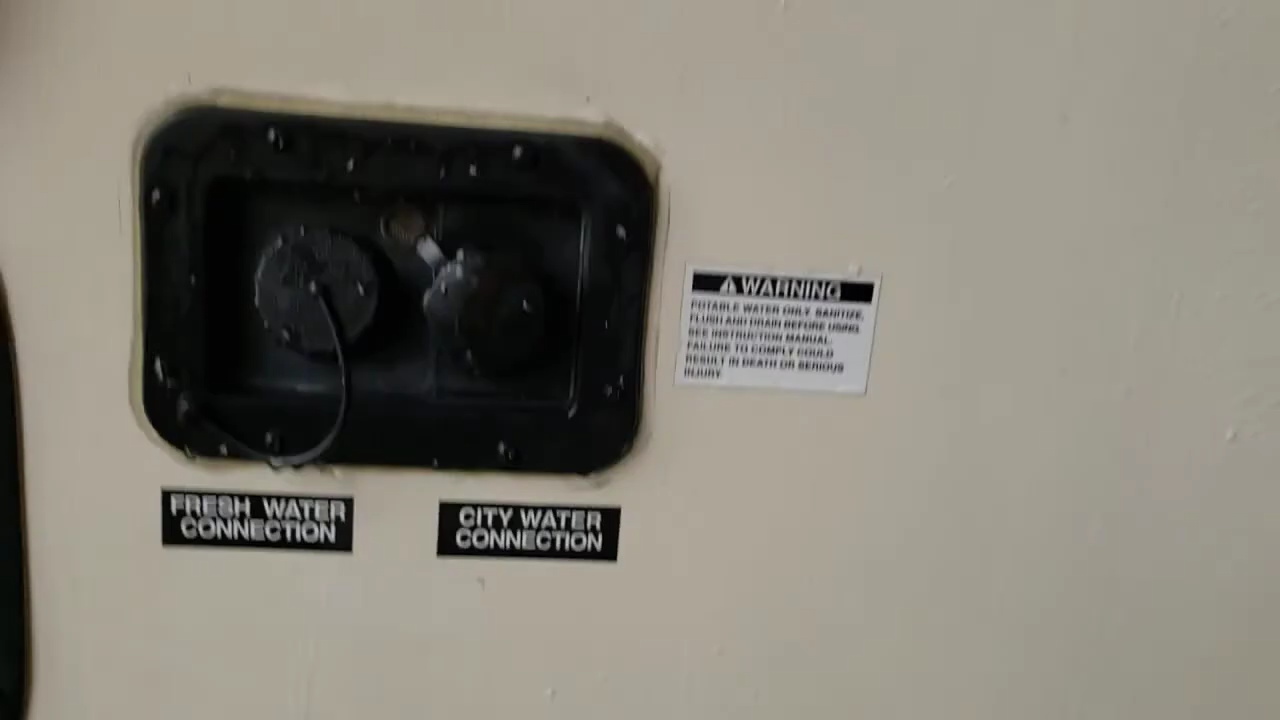 WARNING
POTABLE WATER ONLY. SANITIZE,
FLUSH AND DRAIN BEFORE USING.
SEE INSTRUCTION MANUAL.
FAILURE TO COMPLY COULD
RESULT IN DEATH OR SERIOUS
INJURY.
FRESH WATER
CONNECTION
CITY WATER
CONNECTION